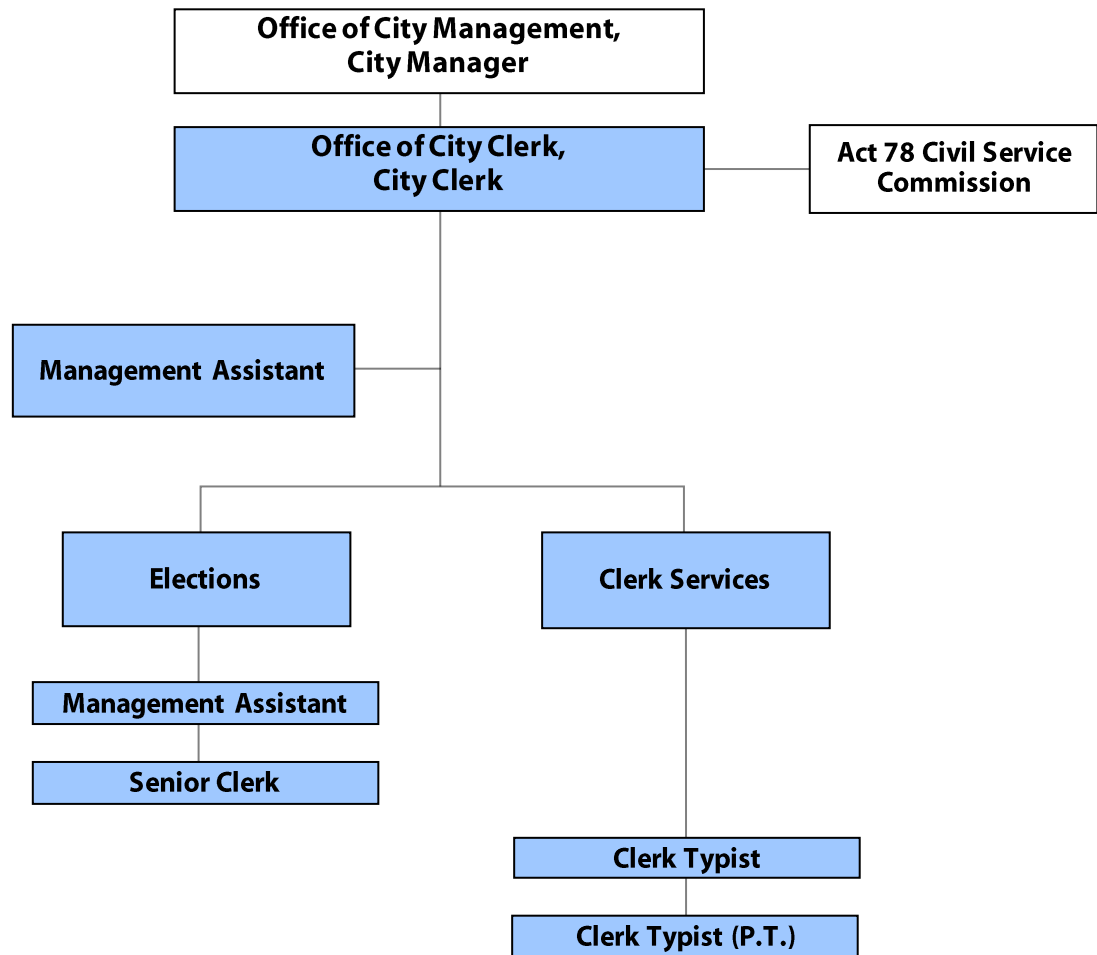 Office of City Management,
City Manager
Office of City Clerk,
City Clerk
Act 78 Civil Service
Commission
Management Assistant
Elections
Clerk Services
Management Assistant
Senior Clerk
Clerk Typist
Clerk Typist (P.T.)